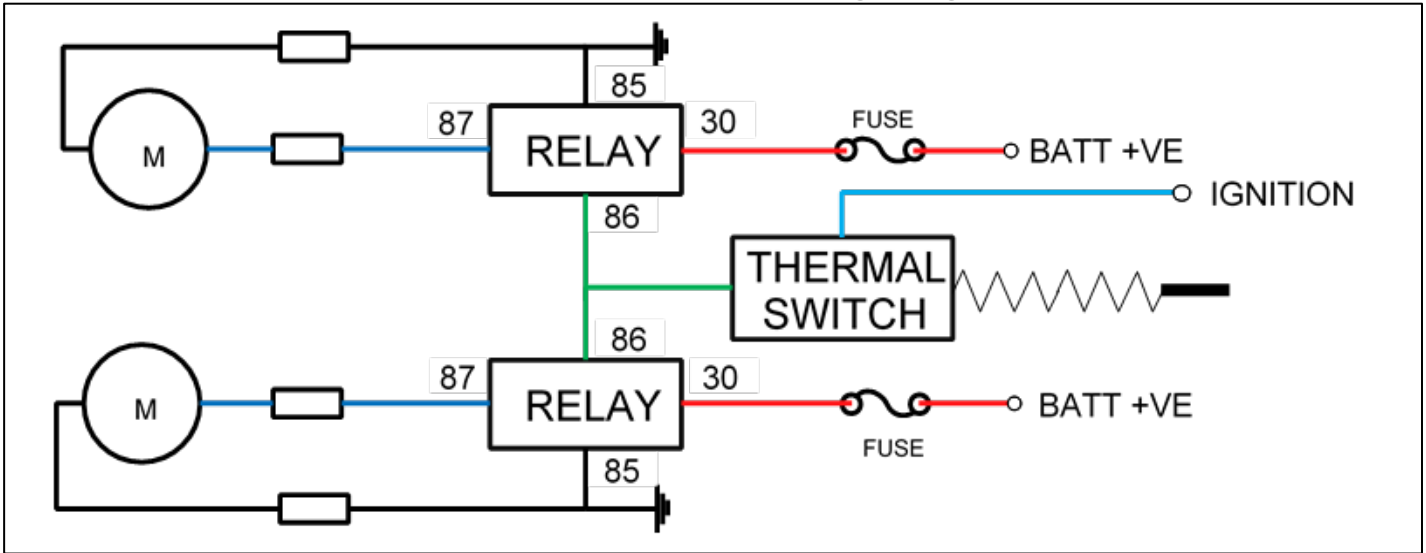 85
87
30
FUSE
M
RELAY
BATT +VE
IGNITION
86
THERMAL
SWITCH
86
87
30
M
RELAY
BATT +VE
FUSE
85